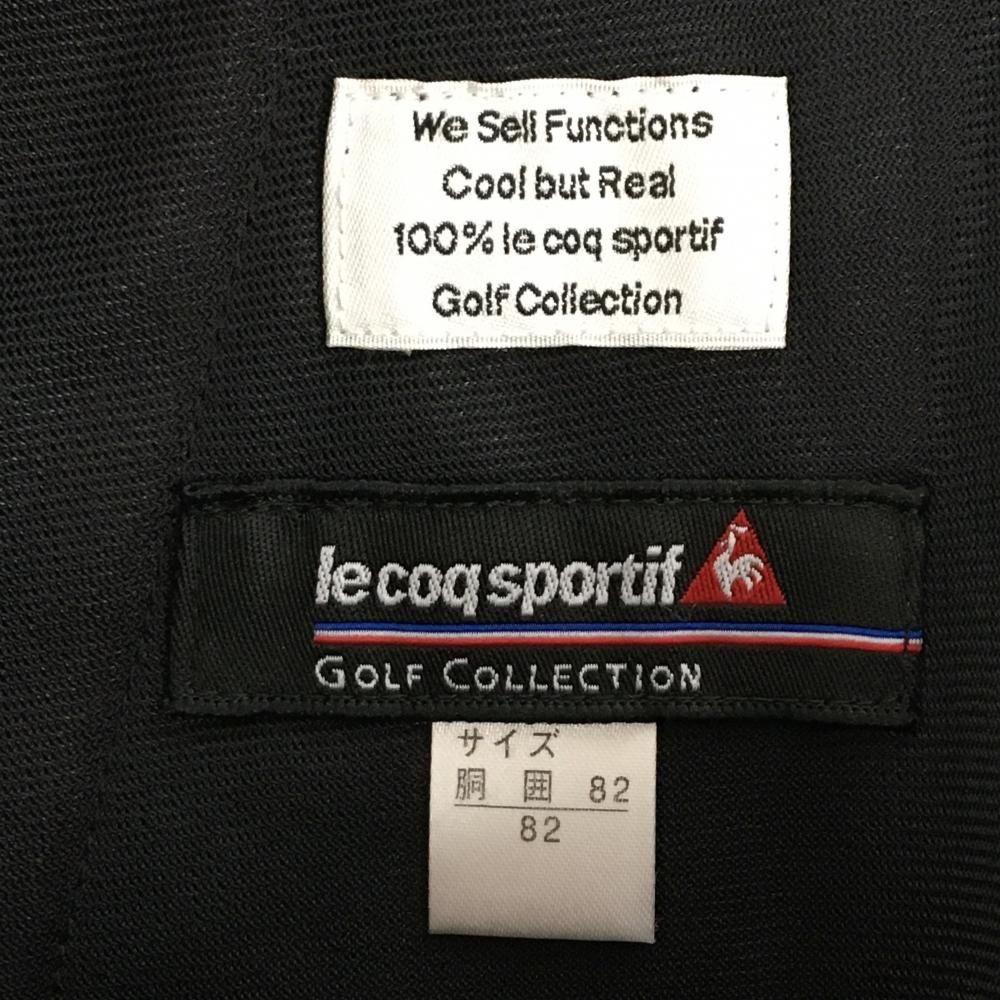 We Sell Functions
Cool but Real
100% le coq sportif
Golf Collection
le coq sportif
GOLF COLLECTION
サイズ
胴 囲 82
82